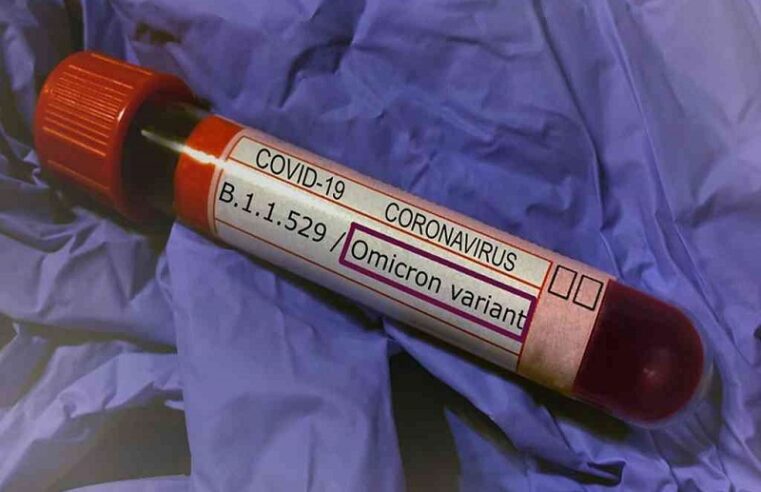 COVID-19 CORONAVIRUS
B.1.1.529 / Omicron variant